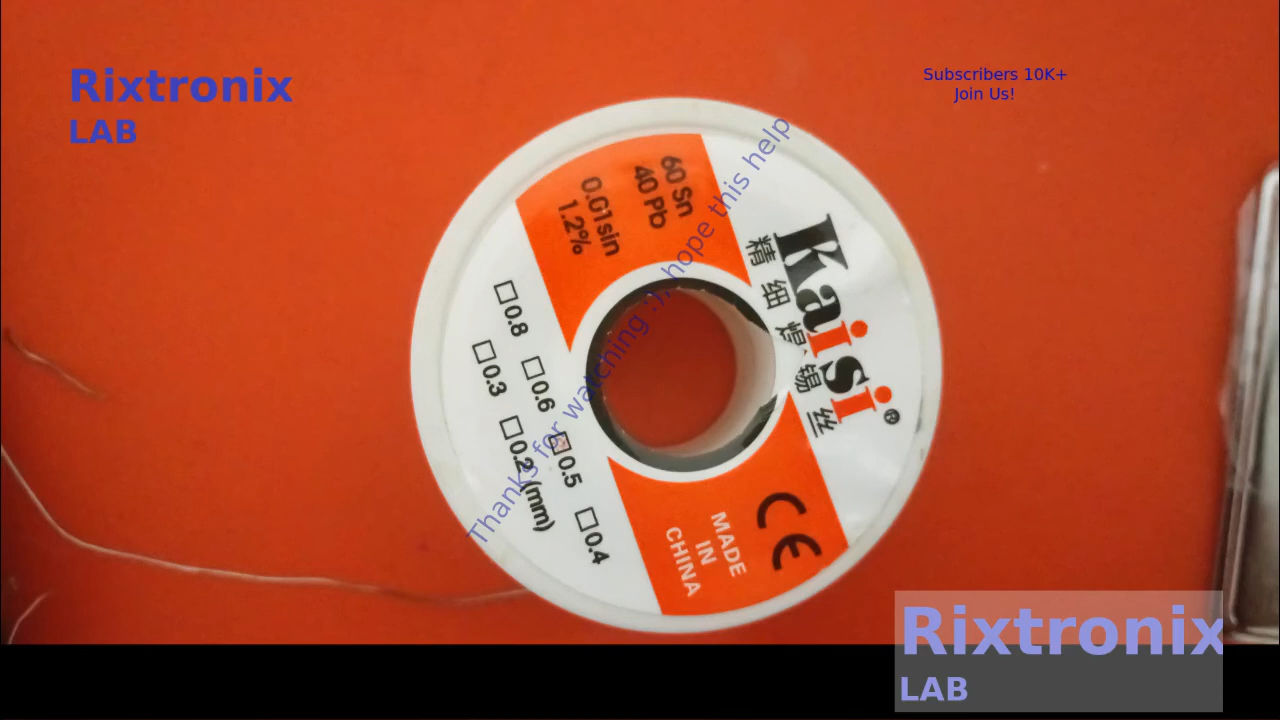 Rixtronix
LAB
Subscribers 10K+
Join Us!
Thanks for watching :), hope this help
60 Sn
40 Pb
0.G1sin
1.2%
Kaisi®
精细焊锡丝
□0.8 □0.6 □0.5 □0.4
□0.3 □0.2 (mm)
CE
MADE
IN
CHINA
Rixtronix
LAB